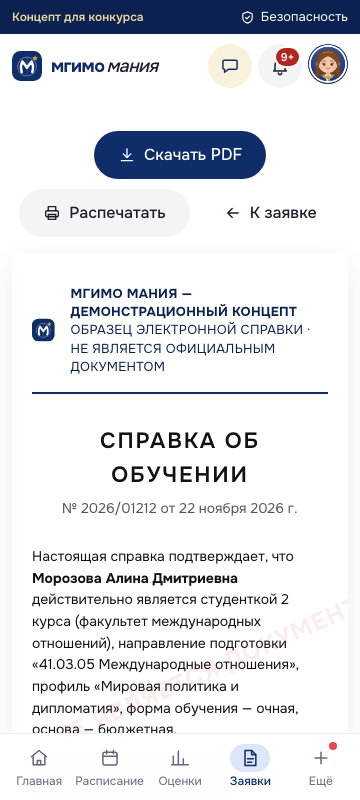 Концепт для конкурса
Безопасность
МГИМО МАНИЯ
9+
Скачать PDF
Распечатать
К заявке
МГИМО МАНИЯ —
ДЕМОНСТРАЦИОННЫЙ КОНЦЕПТ
ОБРАЗЕЦ ЭЛЕКТРОННОЙ СПРАВКИ ·
НЕ ЯВЛЯЕТСЯ ОФИЦИАЛЬНЫМ
ДОКУМЕНТОМ
СПРАВКА ОБ
ОБУЧЕНИИ
№ 2026/01212 от 22 ноября 2026 г.
Настоящая справка подтверждает, что
Морозова Алина Дмитриевна
действительно является студенткой 2
курса (факультет международных
отношений), направление подготовки
«41.03.05 Международные отношения»,
профиль «Мировая политика и
дипломатия», форма обучения — очная,
основа — бюджетная.
НЕ ЯВЛЯЕТСЯ ДОКУМЕНТ
Главная
Расписание
Оценки
Заявки
Ещё